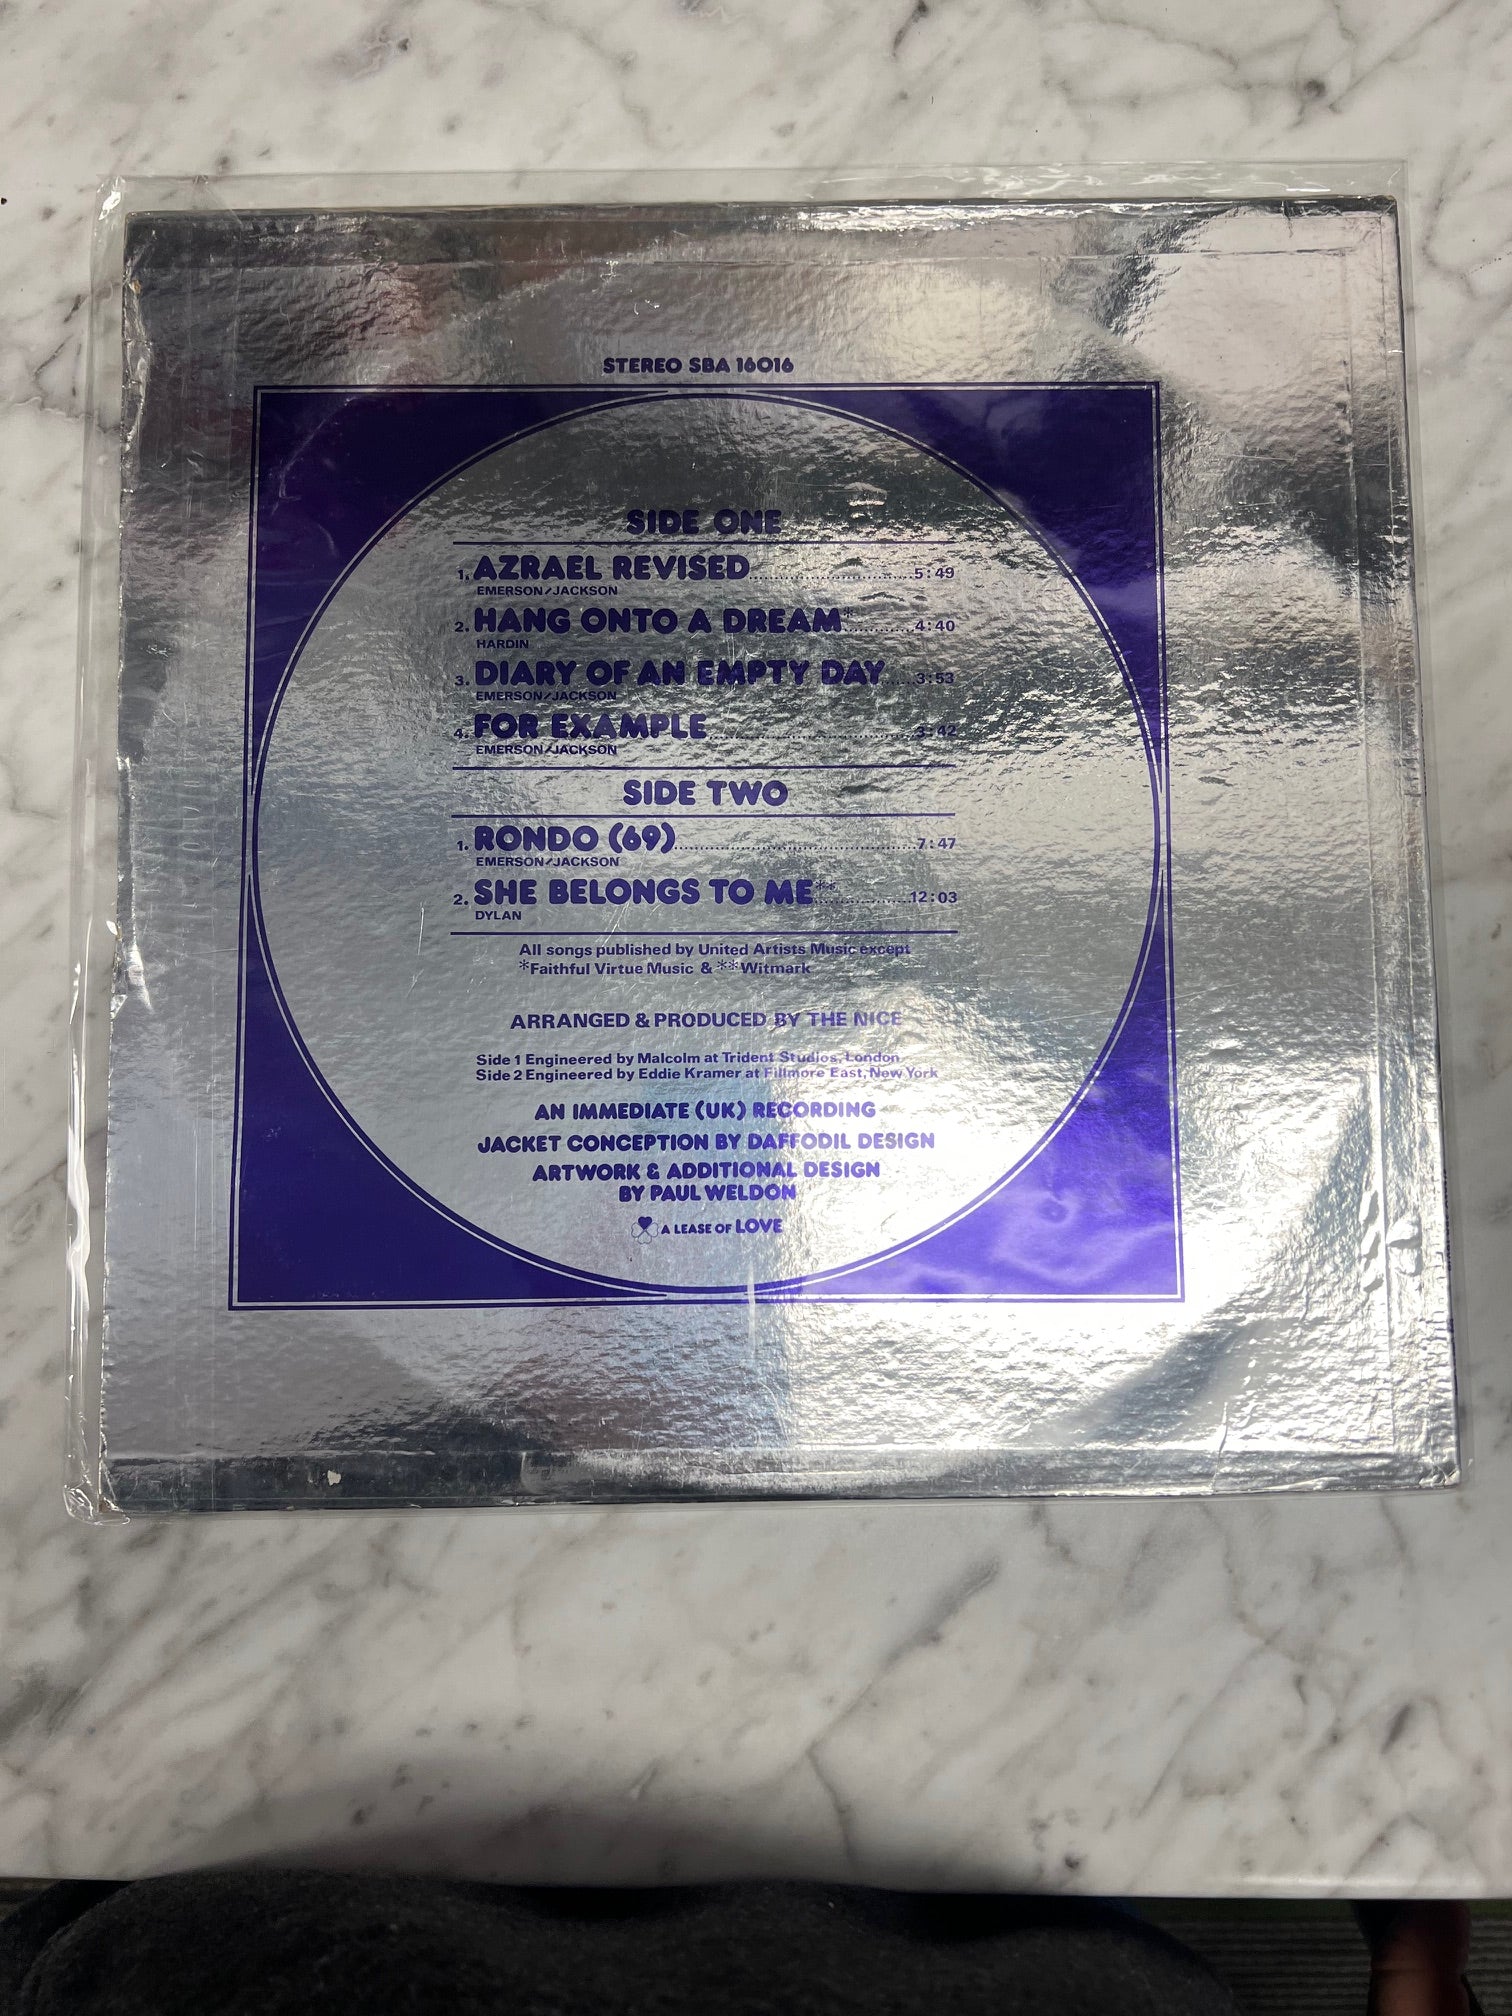 STEREO SBA 16016
SIDE ONE
1. AZRAEL REVISED 5:49
EMERSON/JACKSON
2. HANG ONTO A DREAM* 4:40
HARDIN
3. DIARY OF AN EMPTY DAY 3:53
EMERSON/JACKSON
4. FOR EXAMPLE 3:42
EMERSON/JACKSON
SIDE TWO
1. RONDO (69) 7:47
EMERSON/JACKSON
2. SHE BELONGS TO ME** 12:03
DYLAN
All songs published by United Artists Music except
*Faithful Virtue Music & **Witmark
ARRANGED & PRODUCED BY THE NICE
Side 1 Engineered by Malcolm at Trident Studios, London
Side 2 Engineered by Eddie Kramer at Fillmore East, New York
AN IMMEDIATE (UK) RECORDING
JACKET CONCEPTION BY DAFFODIL DESIGN
ARTWORK & ADDITIONAL DESIGN
BY PAUL WELDON
A LEASE OF LOVE